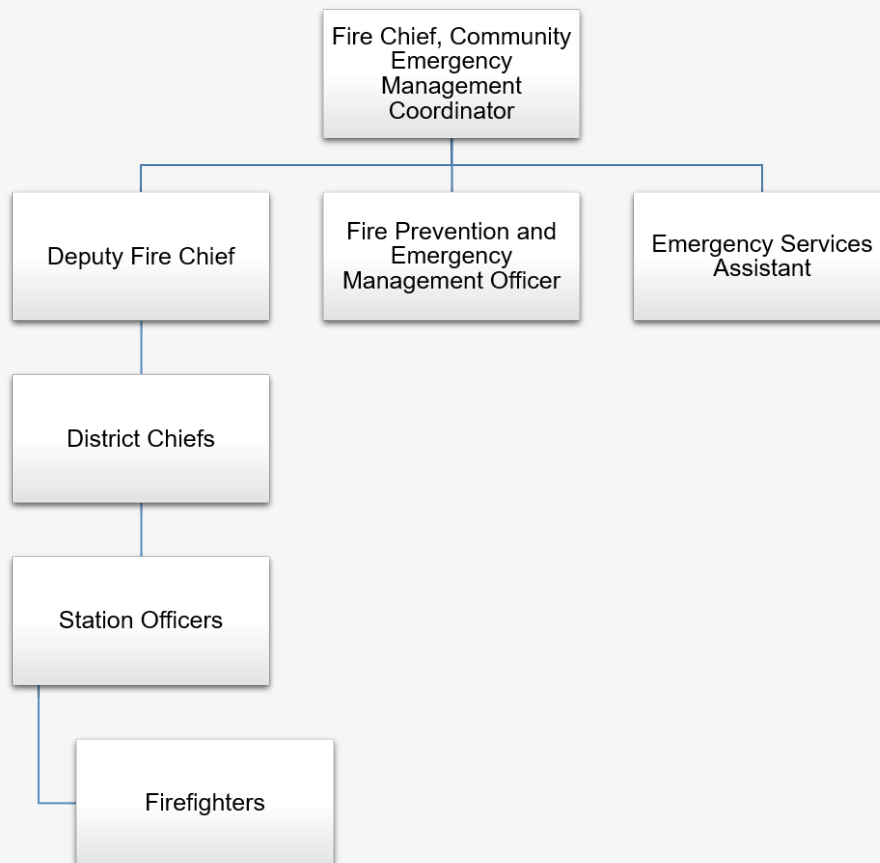 Fire Chief, Community
Emergency
Management
Coordinator
Deputy Fire Chief
Fire Prevention and
Emergency
Management Officer
Emergency Services
Assistant
District Chiefs
Station Officers
Firefighters